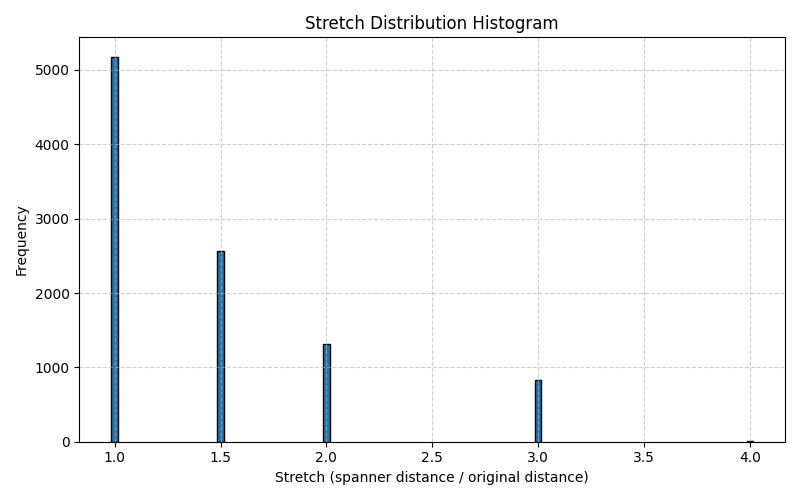 Stretch Distribution Histogram
Frequency
5000
4000
3000
2000
1000
0
1.0 1.5 2.0 2.5 3.0 3.5 4.0
Stretch (spanner distance / original distance)